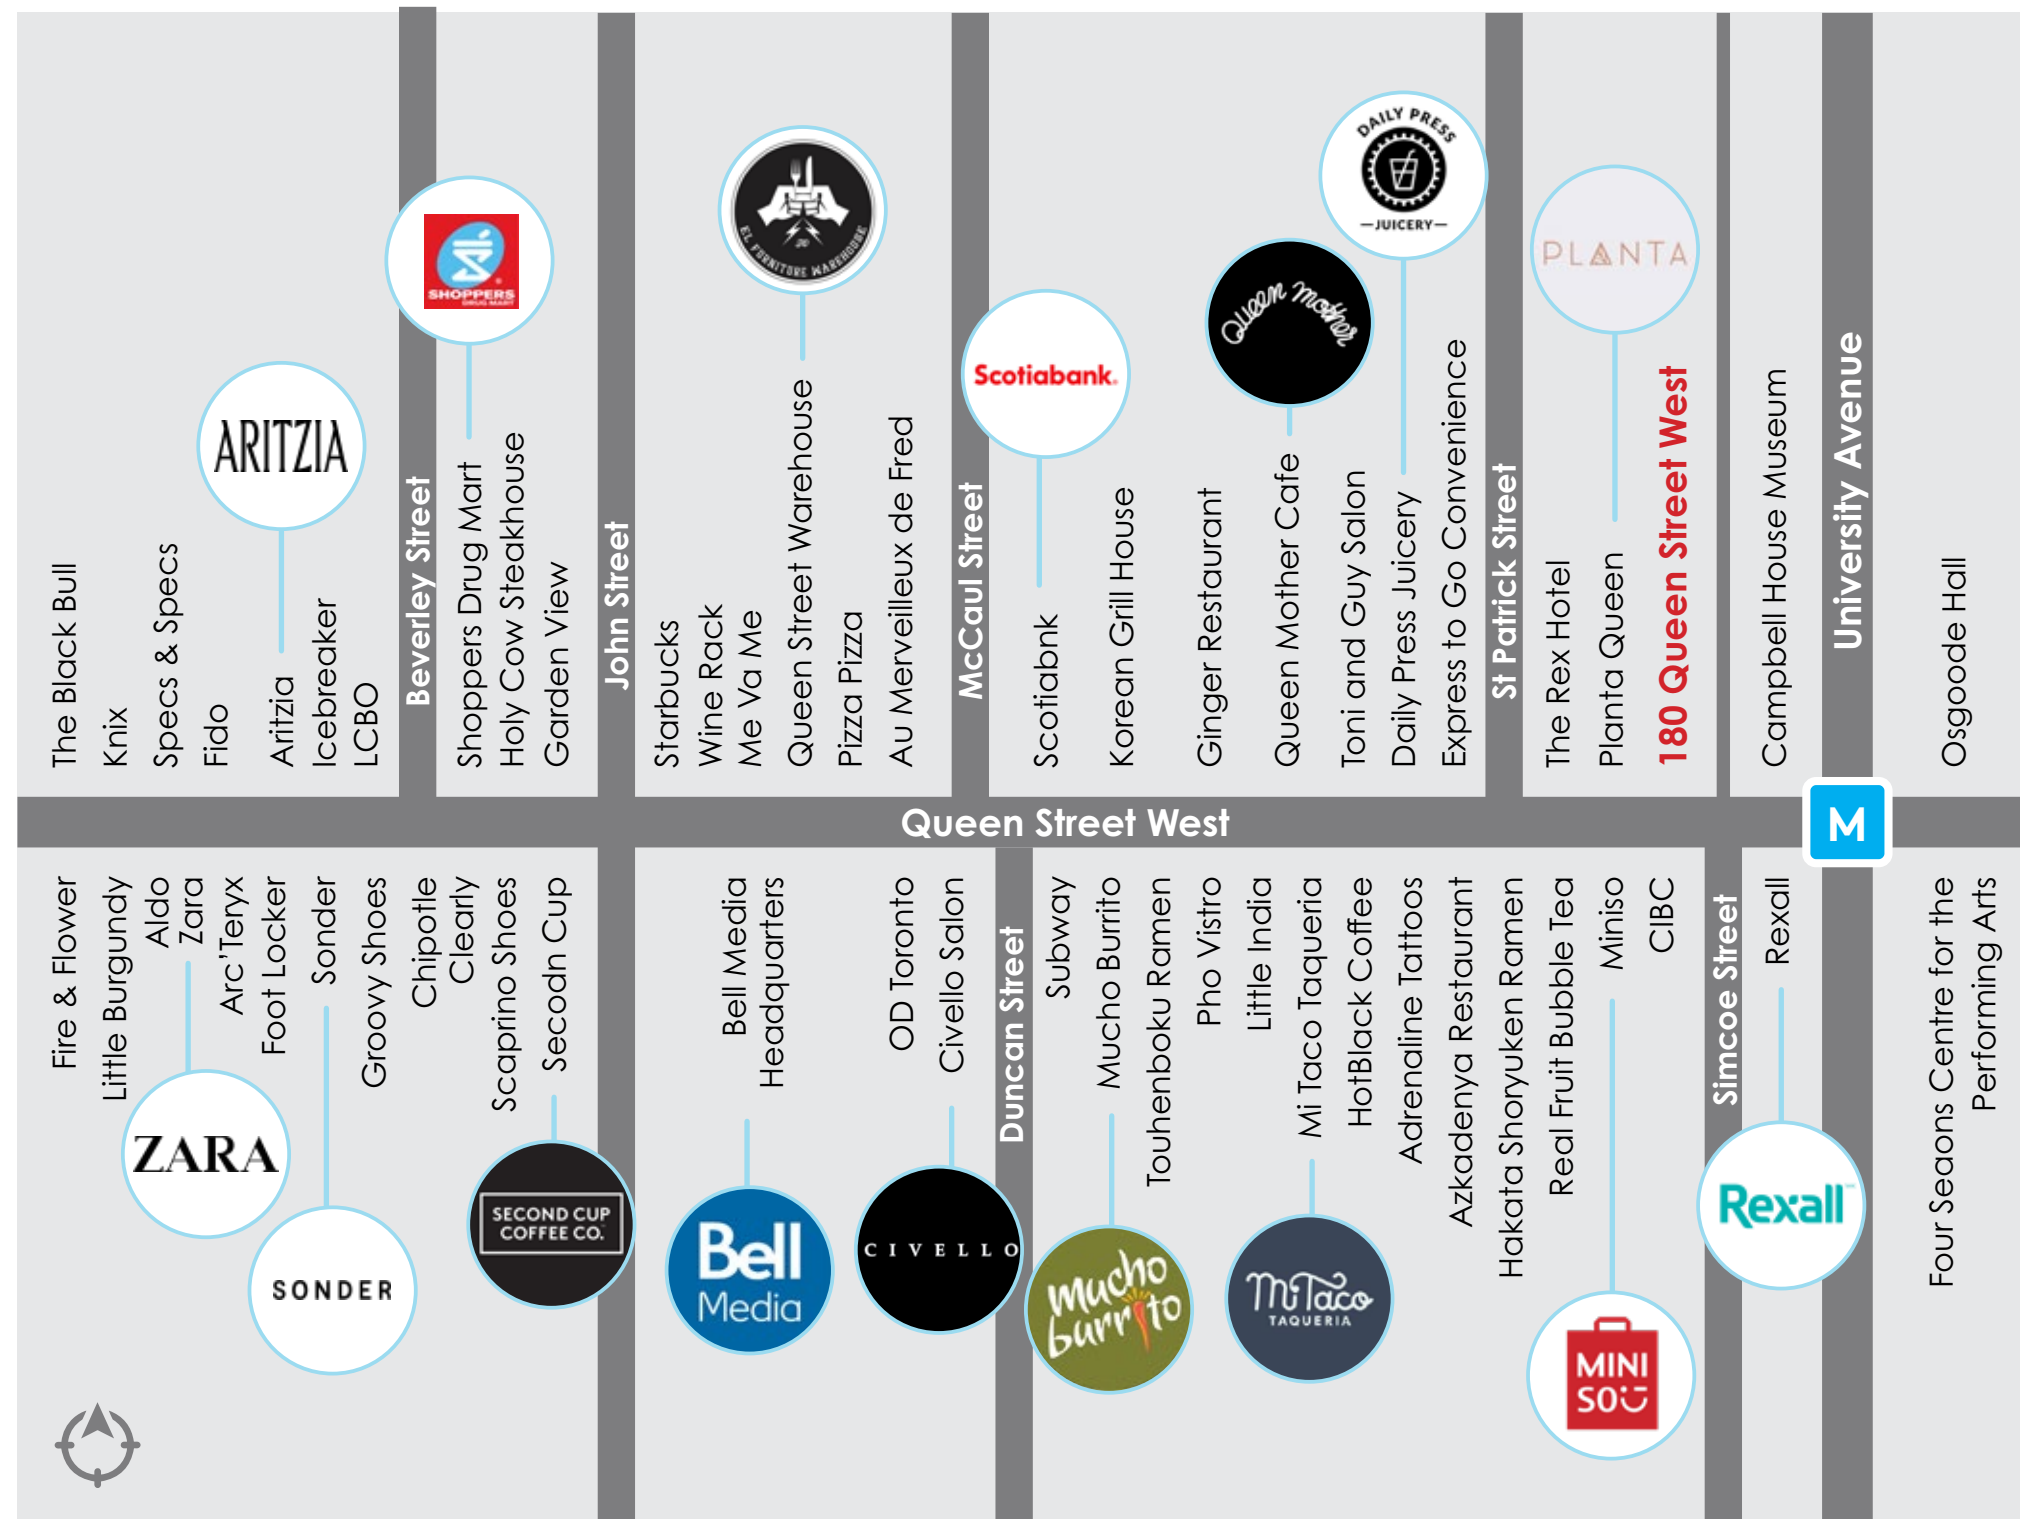 DAILY PRESS
JUICERY
EL FURNITURE WAREHOUSE
SHOPPERS
DRUG MART
PLANTA
Queen Mother
Scotiabank
ARITZIA
The Black Bull
Knix
Specs & Specs
Fido
Aritzia
Icebreaker
LCBO
Beverley Street
Shoppers Drug Mart
Holy Cow Steakhouse
Garden View
John Street
Starbucks
Wine Rack
Me Va Me
Queen Street Warehouse
Pizza Pizza
Au Merveilleux de Fred
McCaul Street
Scotiabnk
Korean Grill House
Ginger Restaurant
Queen Mother Cafe
Toni and Guy Salon
Daily Press Juicery
Express to Go Convenience
St Patrick Street
The Rex Hotel
Planta Queen
180 Queen Street West
Campbell House Museum
University Avenue
Osgoode Hall
Queen Street West
M
Fire & Flower
Little Burgundy
Aldo
Zara
Arc'Teryx
Foot Locker
Sonder
Groovy Shoes
Chipotle
Clearly
Scaprino Shoes
Secodn Cup
Bell Media
Headquarters
OD Toronto
Civello Salon
Duncan Street
Subway
Mucho Burrito
Touhenboku Ramen
Pho Vistro
Little India
Mi Taco Taqueria
HotBlack Coffee
Adrenaline Tattoos
Azkadenya Restaurant
Hakata Shoryuken Ramen
Real Fruit Bubble Tea
Miniso
CIBC
Simcoe Street
Rexall
Four Seaons Centre for the
Performing Arts
ZARA
SONDER
SECOND CUP
COFFEE CO.
Bell
Media
CIVELLO
mucho
burrito
MiTaco
TAQUERIA
MINI
SO
Rexall